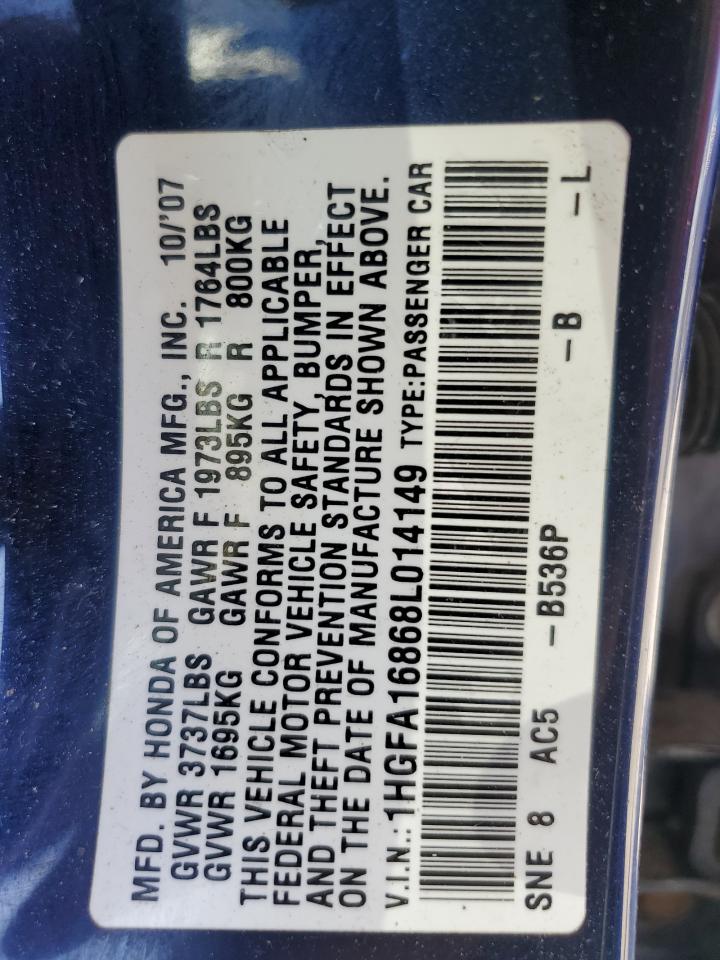 MFD. BY HONDA OF AMERICA MFG., INC. 10/'07
GVWR 3737LBS GAWR F 1973LBS R 1764LBS
GVWR 1695KG GAWR F 895KG R 800KG
THIS VEHICLE CONFORMS TO ALL APPLICABLE
FEDERAL MOTOR VEHICLE SAFETY, BUMPER,
AND THEFT PREVENTION STANDARDS IN EFFECT
ON THE DATE OF MANUFACTURE SHOWN ABOVE.
V.I.N.: 1HGFA16868L014149 TYPE:PASSENGER CAR
SNE 8 AC5 -B536P -B -L